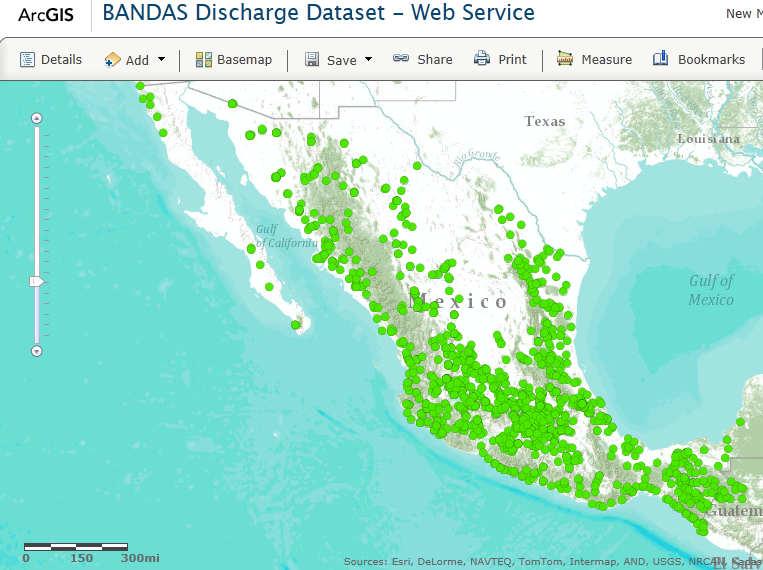 ArcGIS
BANDAS Discharge Dataset – Web Service
New M
Details
Add
Basemap
Save
Share
Print
Measure
Bookmarks
Texas
Louisiana
Rio Grande
Gulf
of California
Gulf of
Mexico
Mexico
Guatem
El Salv
0 150 300mi
Sources: Esri, DeLorme, NAVTEQ, TomTom, Intermap, AND, USGS, NRCAN,